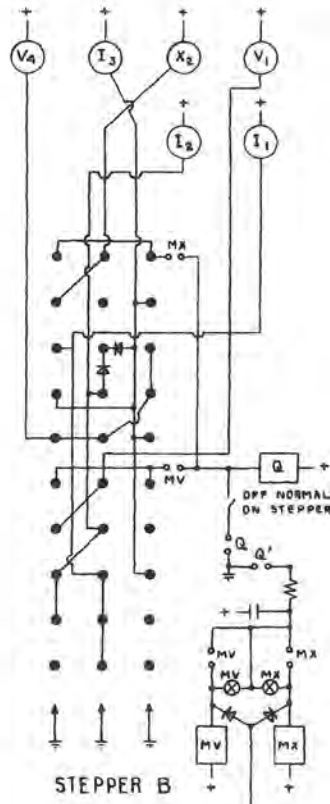 + + + +
V4 I3 X2 V1
+ +
I2 I1
MX
MV
Q +
OFF NORMAL
ON STEPPER
Q Q'
+
MV MX
MV MX
MV MX
+ +
STEPPER B